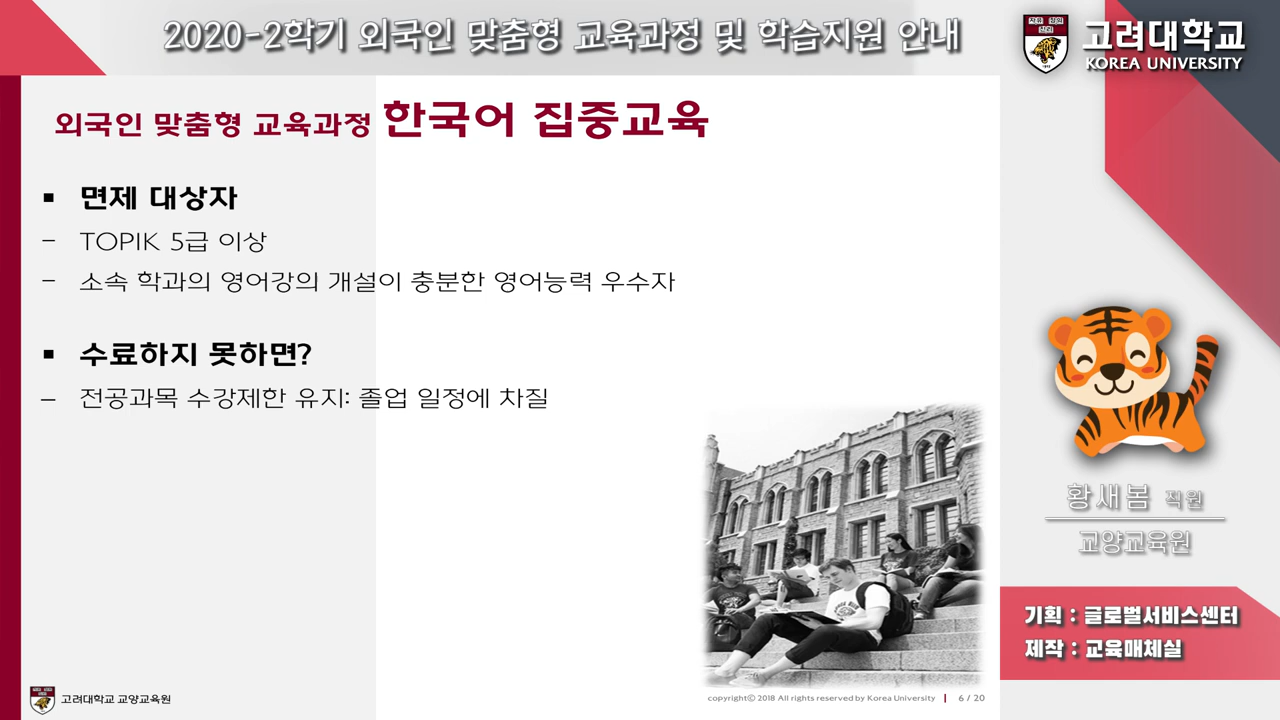 2020-2학기 외국인 맞춤형 교육과정 및 학습지원 안내
고려대학교
KOREA UNIVERSITY
외국인 맞춤형 교육과정 한국어 집중교육
▪ 면제 대상자
– TOPIK 5급 이상
– 소속 학과의 영어강의 개설이 충분한 영어능력 우수자
▪ 수료하지 못하면?
– 전공과목 수강제한 유지: 졸업 일정에 차질
황새봄 직원
교양교육원
기획 : 글로벌서비스센터
제작 : 교육매체실
고려대학교 교양교육원
copyrightⓒ 2018 All rights reserved by Korea University | 6 / 20